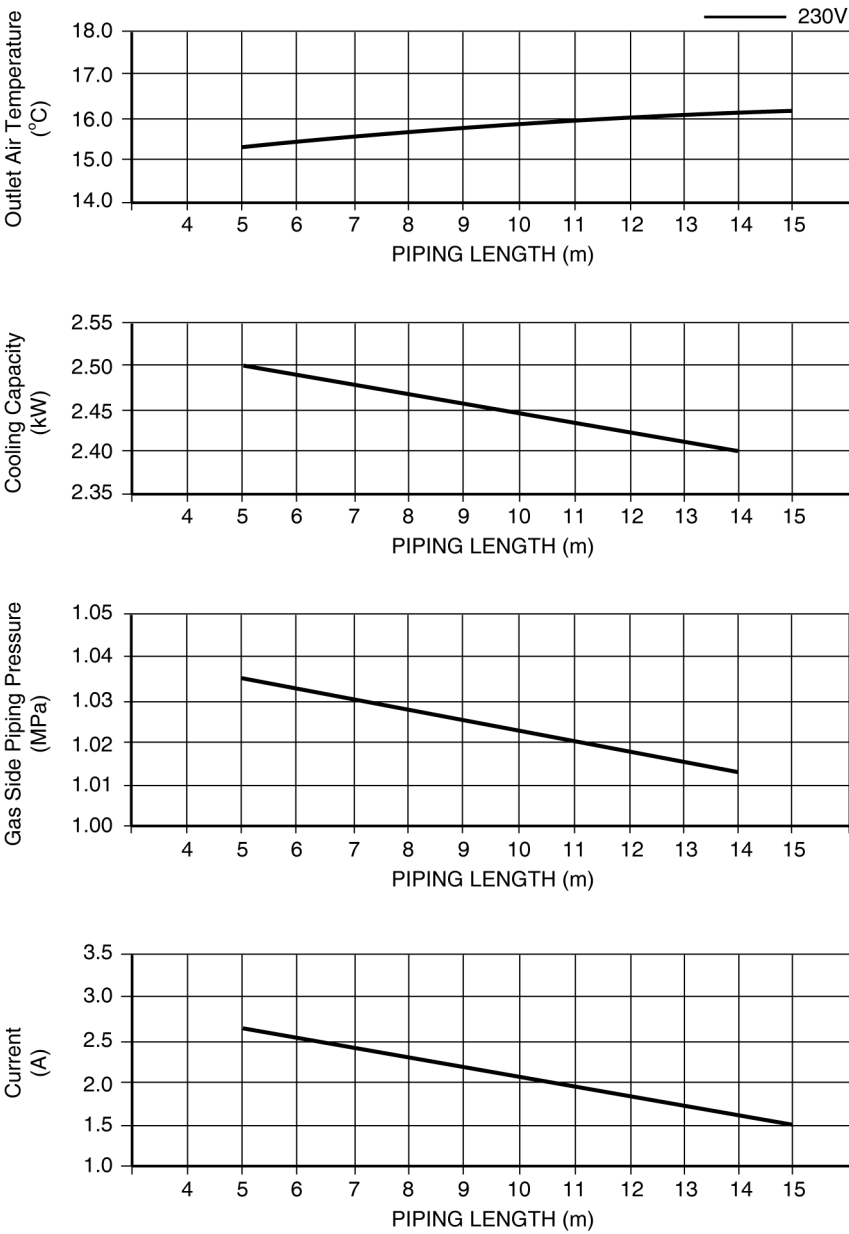 230V
Outlet Air Temperature
(°C)
18.0
17.0
16.0
15.0
14.0
4 5 6 7 8 9 10 11 12 13 14 15
PIPING LENGTH (m)
Cooling Capacity
(kW)
2.55
2.50
2.45
2.40
2.35
4 5 6 7 8 9 10 11 12 13 14 15
PIPING LENGTH (m)
Gas Side Piping Pressure
(MPa)
1.05
1.04
1.03
1.02
1.01
1.00
4 5 6 7 8 9 10 11 12 13 14 15
PIPING LENGTH (m)
Current
(A)
3.5
3.0
2.5
2.0
1.5
1.0
4 5 6 7 8 9 10 11 12 13 14 15
PIPING LENGTH (m)